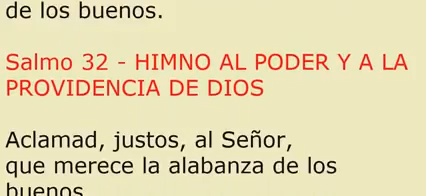 de los buenos.
Salmo 32 - HIMNO AL PODER Y A LA
PROVIDENCIA DE DIOS
Aclamad, justos, al Señor,
que merece la alabanza de los
buenos